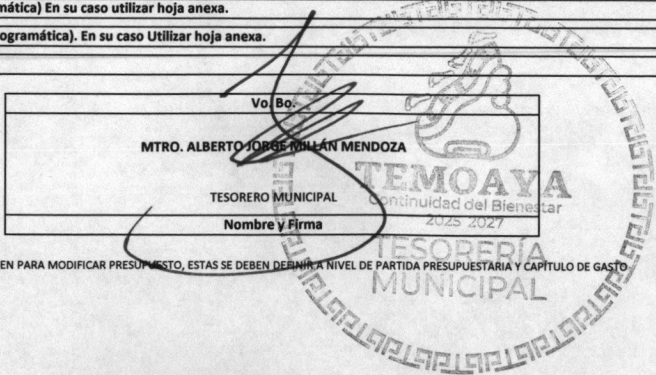 mática) En su caso utilizar hoja anexa.
ogramática). En su caso Utilizar hoja anexa.
Vo. Bo.
MTRO. ALBERTO JORGE MILLÁN MENDOZA
TESORERO MUNICIPAL
Nombre y Firma
TEMOAYA
Continuidad del Bienestar
2025 2027
TESORERÍA
MUNICIPAL
EN PARA MODIFICAR PRESUPUESTO, ESTAS SE DEBEN DEFINIR A NIVEL DE PARTIDA PRESUPUESTARIA Y CAPÍTULO DE GASTO